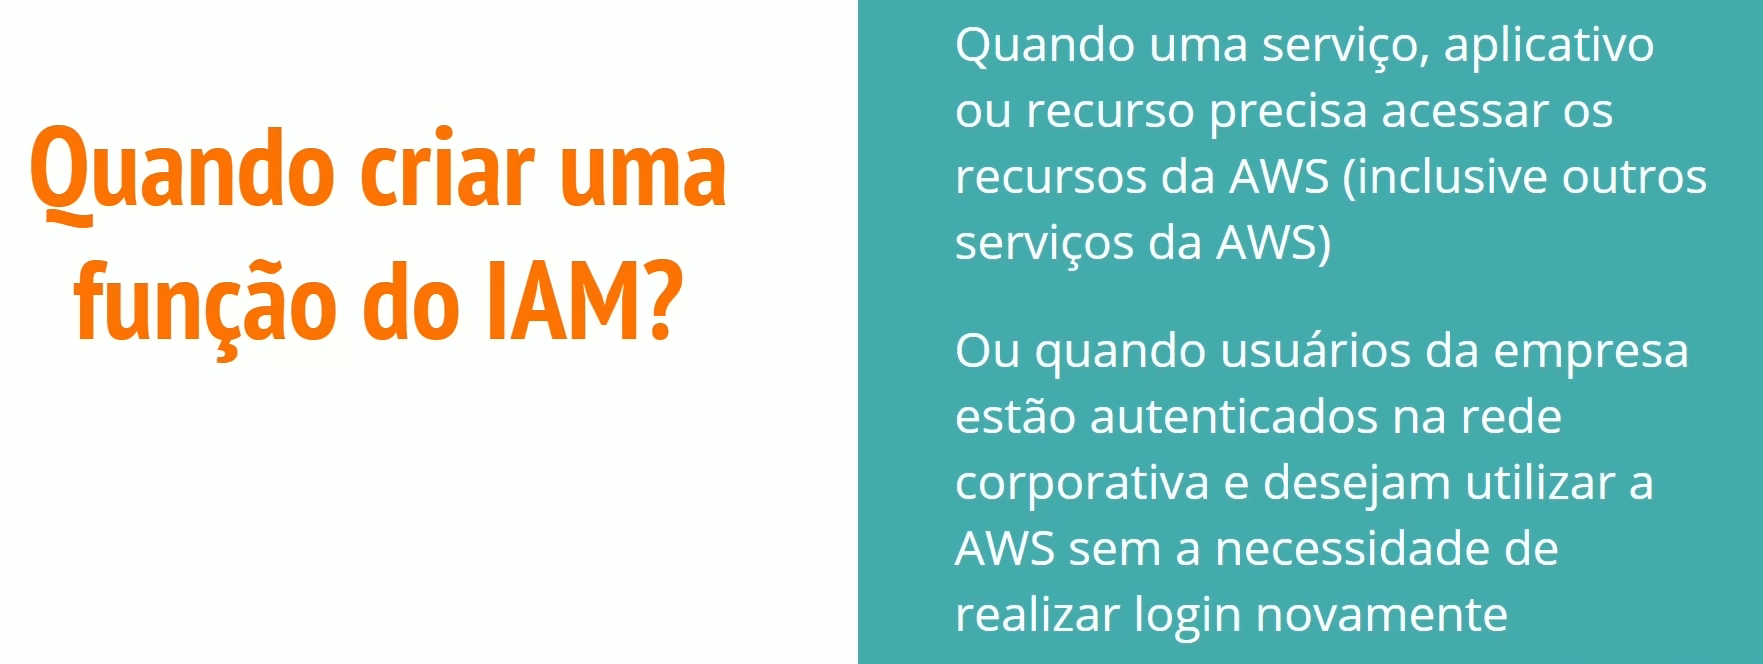 Quando criar uma
função do IAM?
Quando uma serviço, aplicativo
ou recurso precisa acessar os
recursos da AWS (inclusive outros
serviços da AWS)
Ou quando usuários da empresa
estão autenticados na rede
corporativa e desejam utilizar a
AWS sem a necessidade de
realizar login novamente